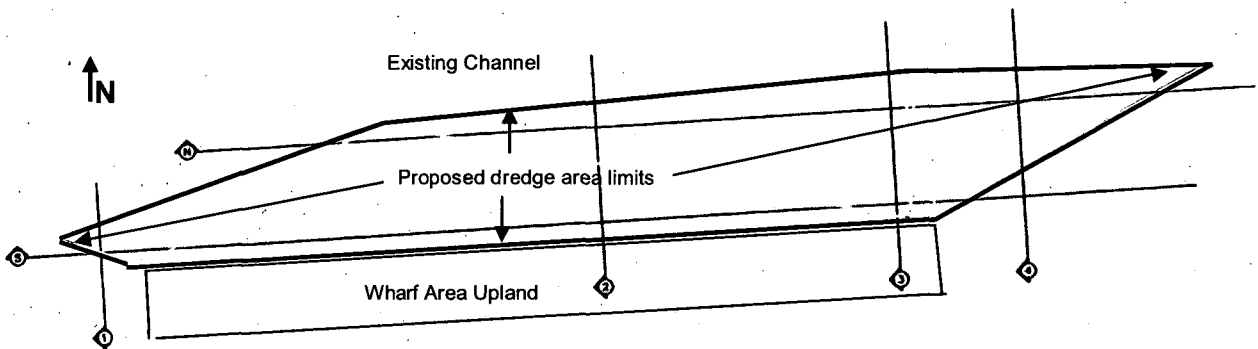 Existing Channel
N
N
Proposed dredge area limits
S
Wharf Area Upland
2
3
4
1